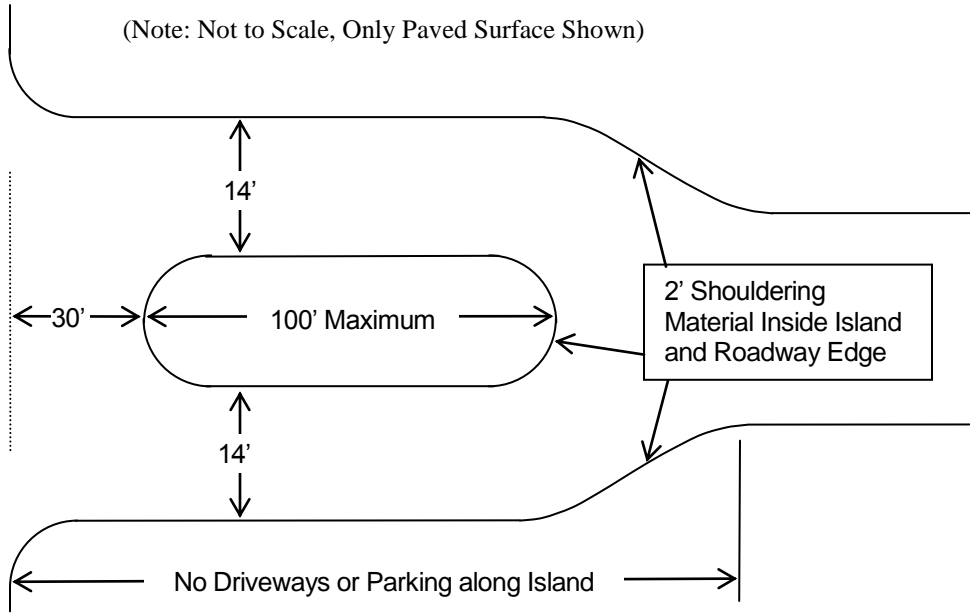 (Note: Not to Scale, Only Paved Surface Shown)
14’
30’
100’ Maximum
2’ Shouldering
Material Inside Island
and Roadway Edge
14’
No Driveways or Parking along Island